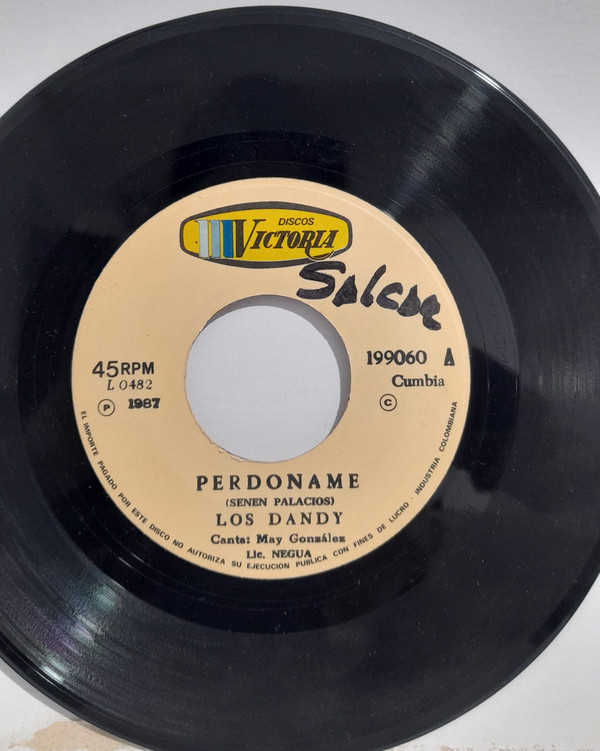 DISCOS
VICTORIA
Salsa
45RPM
L 0482
℗ 1987
199060 A
Cumbia
©
PERDONAME
(SENEN PALACIOS)
LOS DANDY
Canta: May González
Lic. NEGUA
EL IMPORTE PAGADO POR ESTE DISCO NO AUTORIZA SU EJECUCION PUBLICA CON FINES DE LUCRO · INDUSTRIA COLOMBIANA